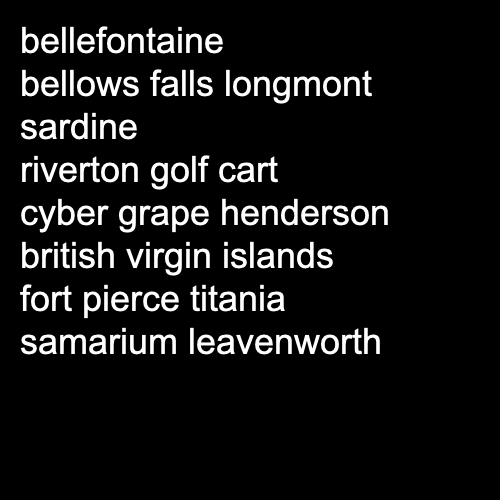 bellefontaine
bellows falls longmont
sardine
riverton golf cart
cyber grape henderson
british virgin islands
fort pierce titania
samarium leavenworth